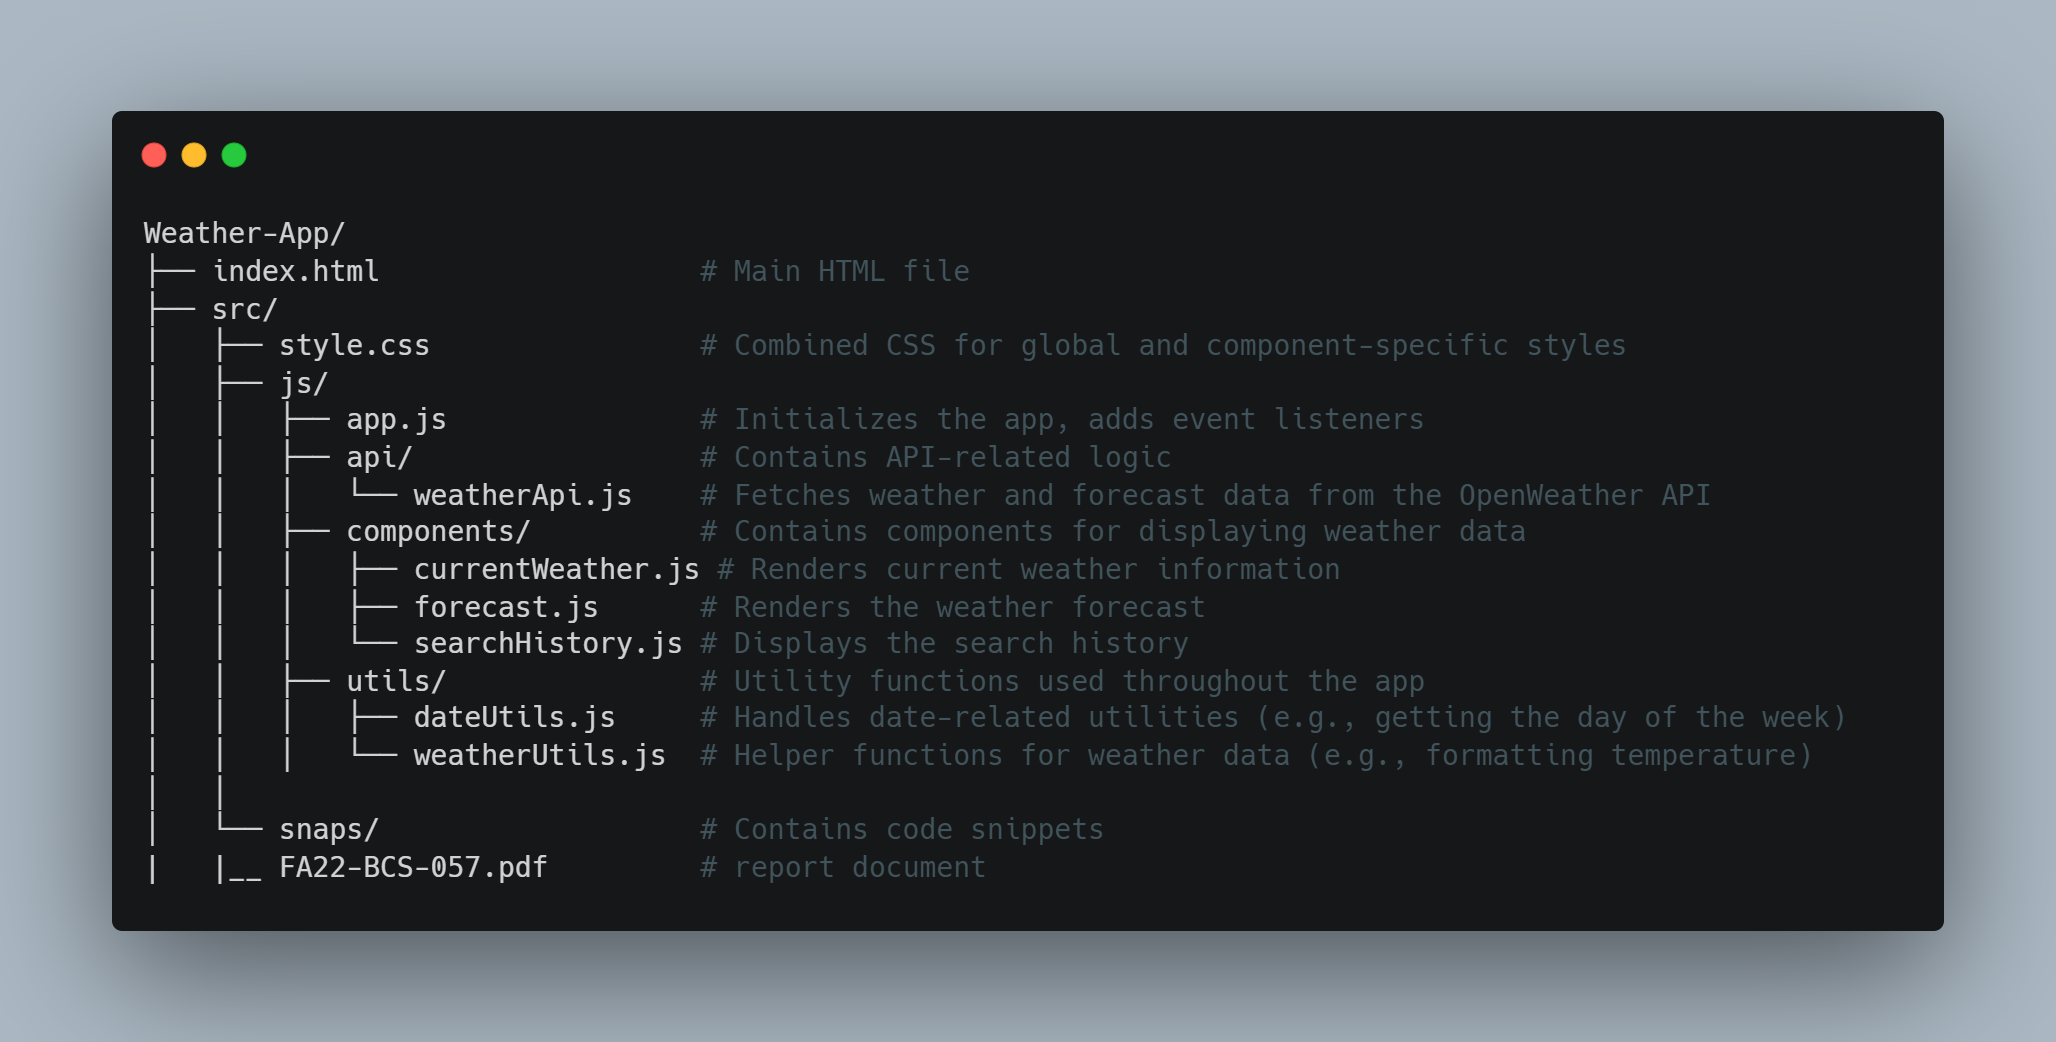 Weather-App/
├── index.html                   # Main HTML file
├── src/
│   ├── style.css                # Combined CSS for global and component-specific styles
│   ├── js/
│   │   ├── app.js               # Initializes the app, adds event listeners
│   │   ├── api/                 # Contains API-related logic
│   │   │   └── weatherApi.js    # Fetches weather and forecast data from the OpenWeather API
│   │   ├── components/          # Contains components for displaying weather data
│   │   │   ├── currentWeather.js # Renders current weather information
│   │   │   ├── forecast.js      # Renders the weather forecast
│   │   │   └── searchHistory.js # Displays the search history
│   │   ├── utils/               # Utility functions used throughout the app
│   │   │   ├── dateUtils.js     # Handles date-related utilities (e.g., getting the day of the week)
│   │   │   └── weatherUtils.js  # Helper functions for weather data (e.g., formatting temperature)
│   │
│   └── snaps/                   # Contains code snippets
|   |__ FA22-BCS-057.pdf         # report document